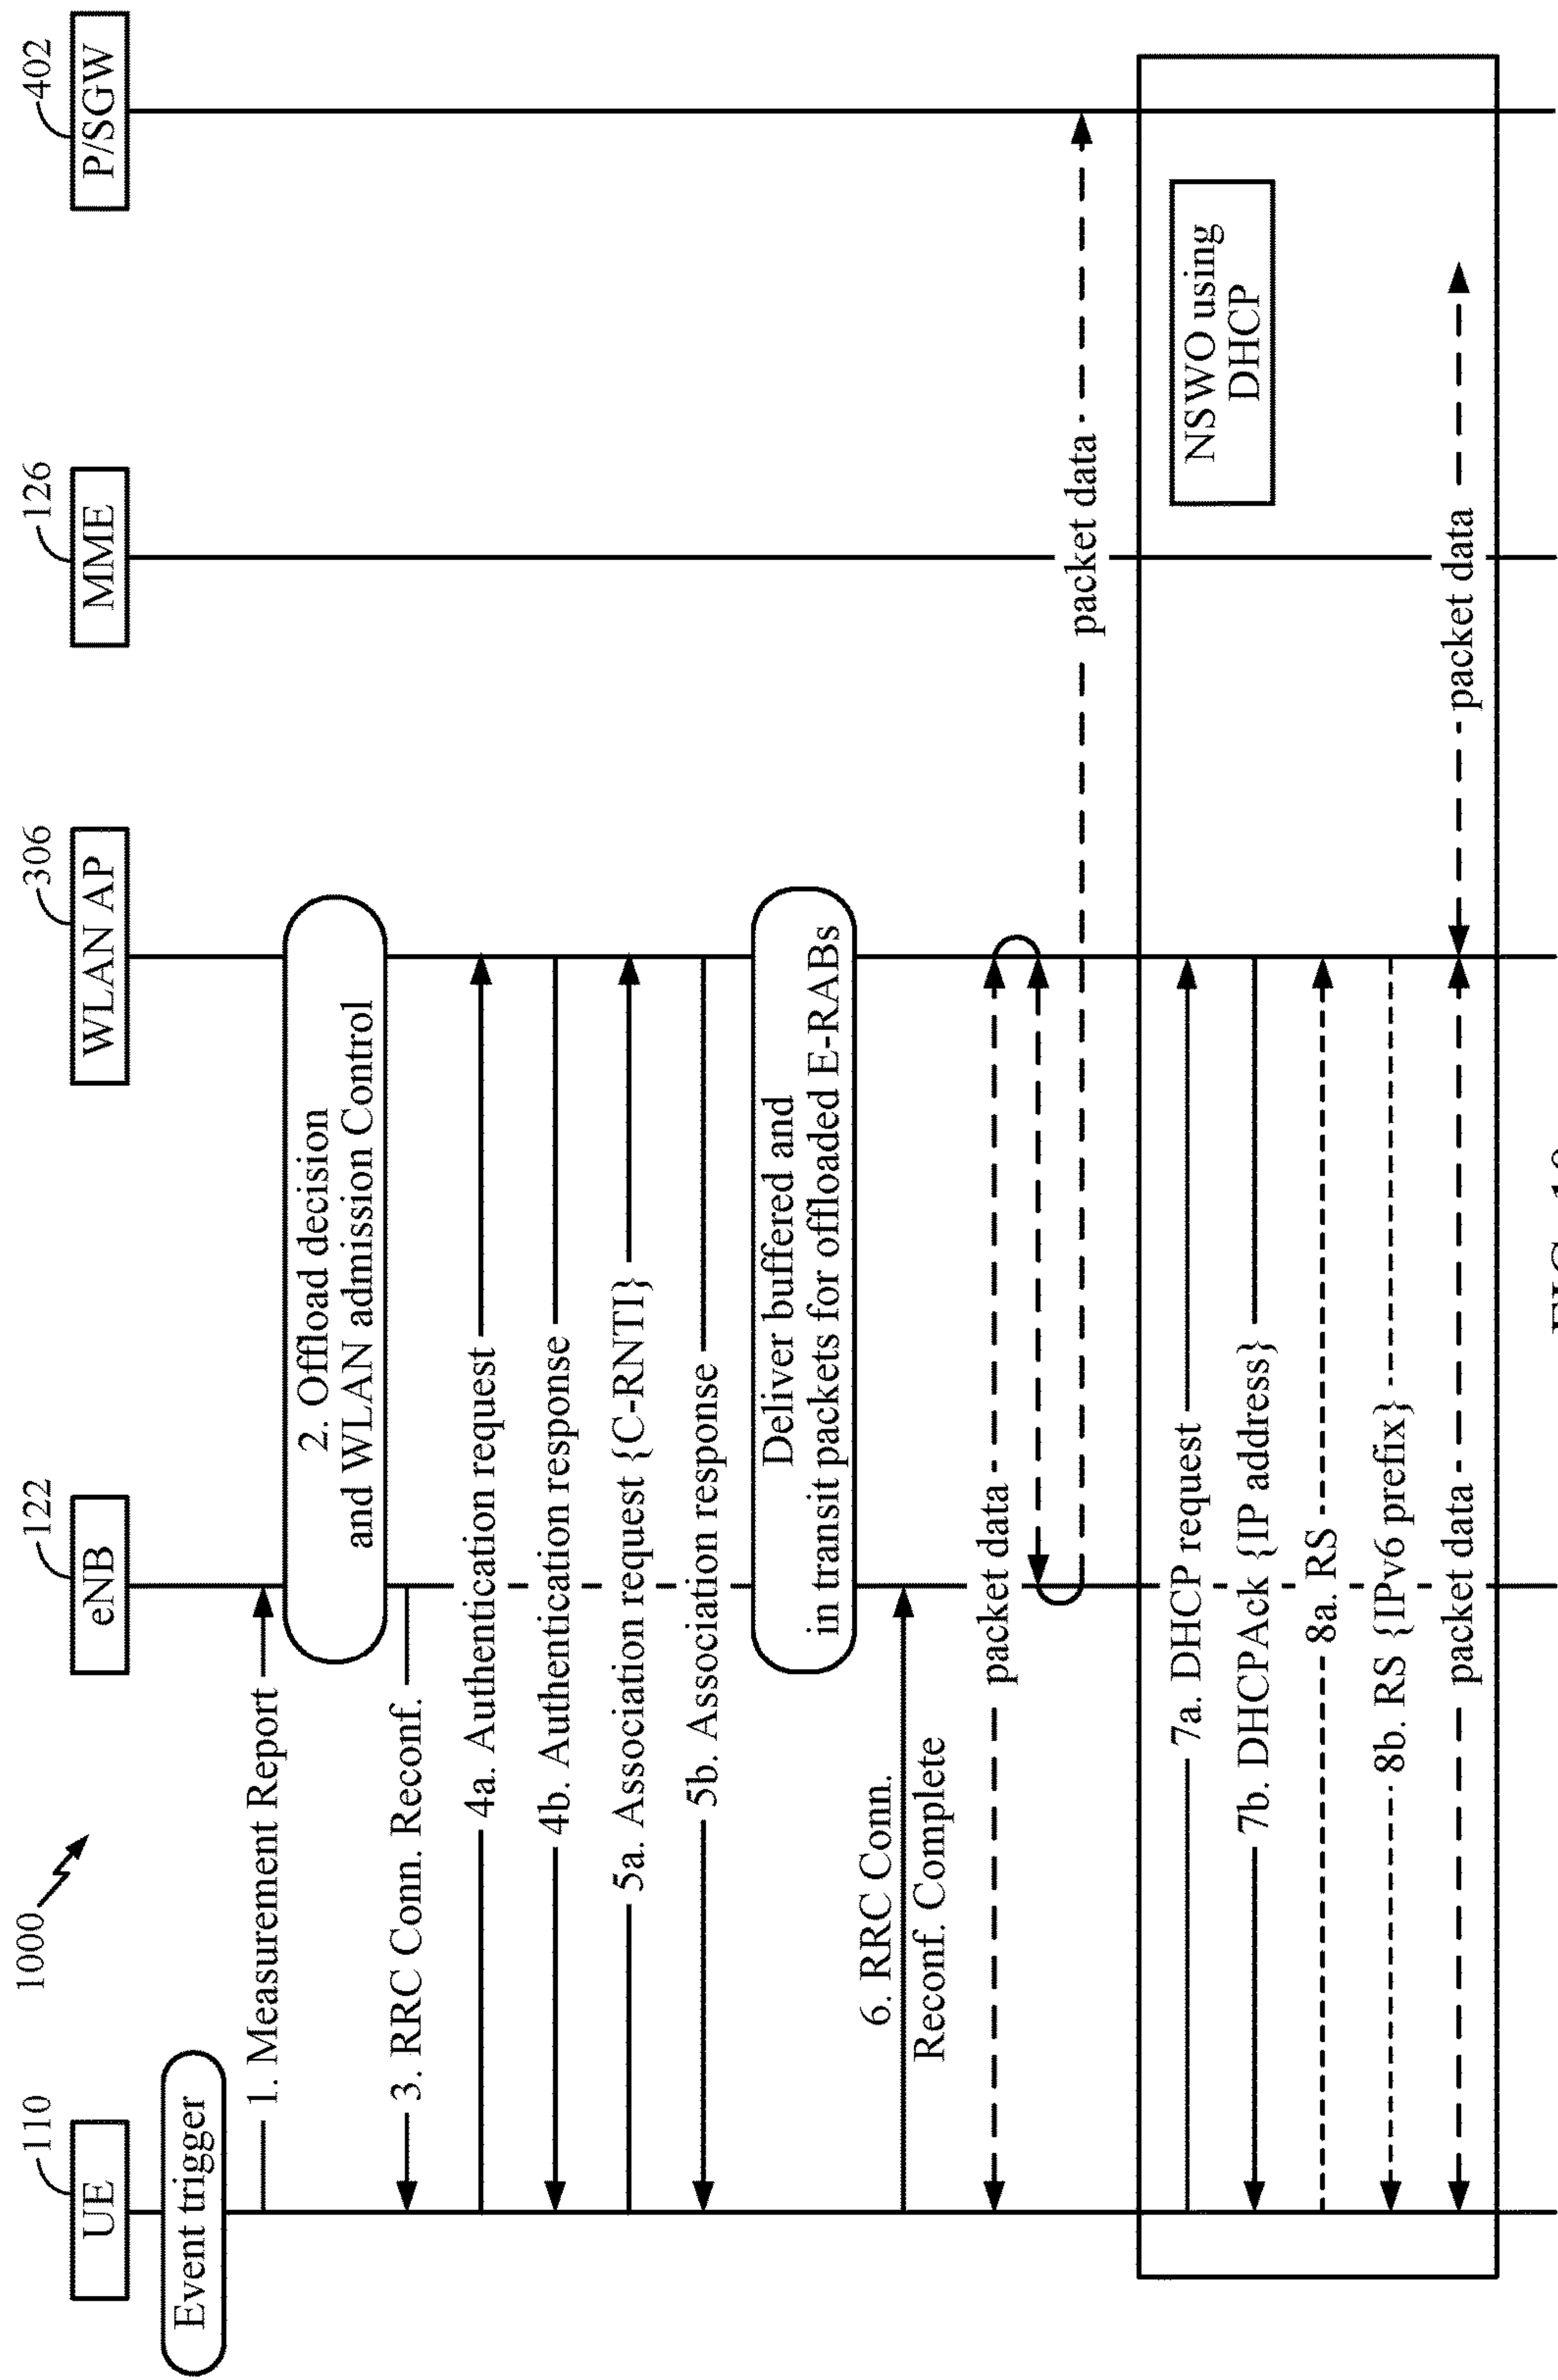 1000
110
122
306
126
402
UE
eNB
WLAN AP
MME
P/SGW
Event trigger
1. Measurement Report
2. Offload decision
and WLAN admission Control
3. RRC Conn. Reconf.
4a. Authentication request
4b. Authentication response
5a. Association request {C-RNTI}
5b. Association response
Deliver buffered and
in transit packets for offloaded E-RABs
6. RRC Conn.
Reconf. Complete
packet data
packet data
NSWO using
DHCP
7a. DHCP request
7b. DHCPAck {IP address}
8a. RS
8b. RS {IPv6 prefix}
packet data
packet data